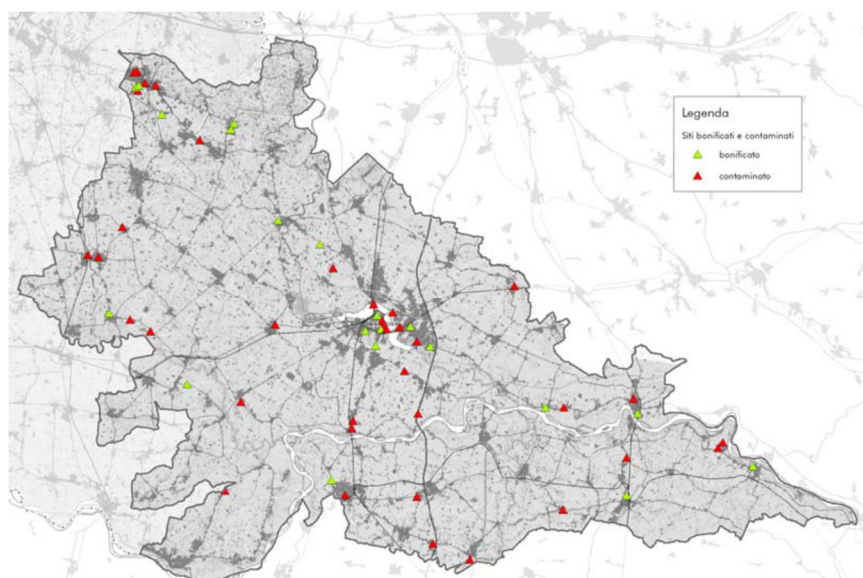 Legenda
Siti bonificati e contaminati
bonificato
contaminato